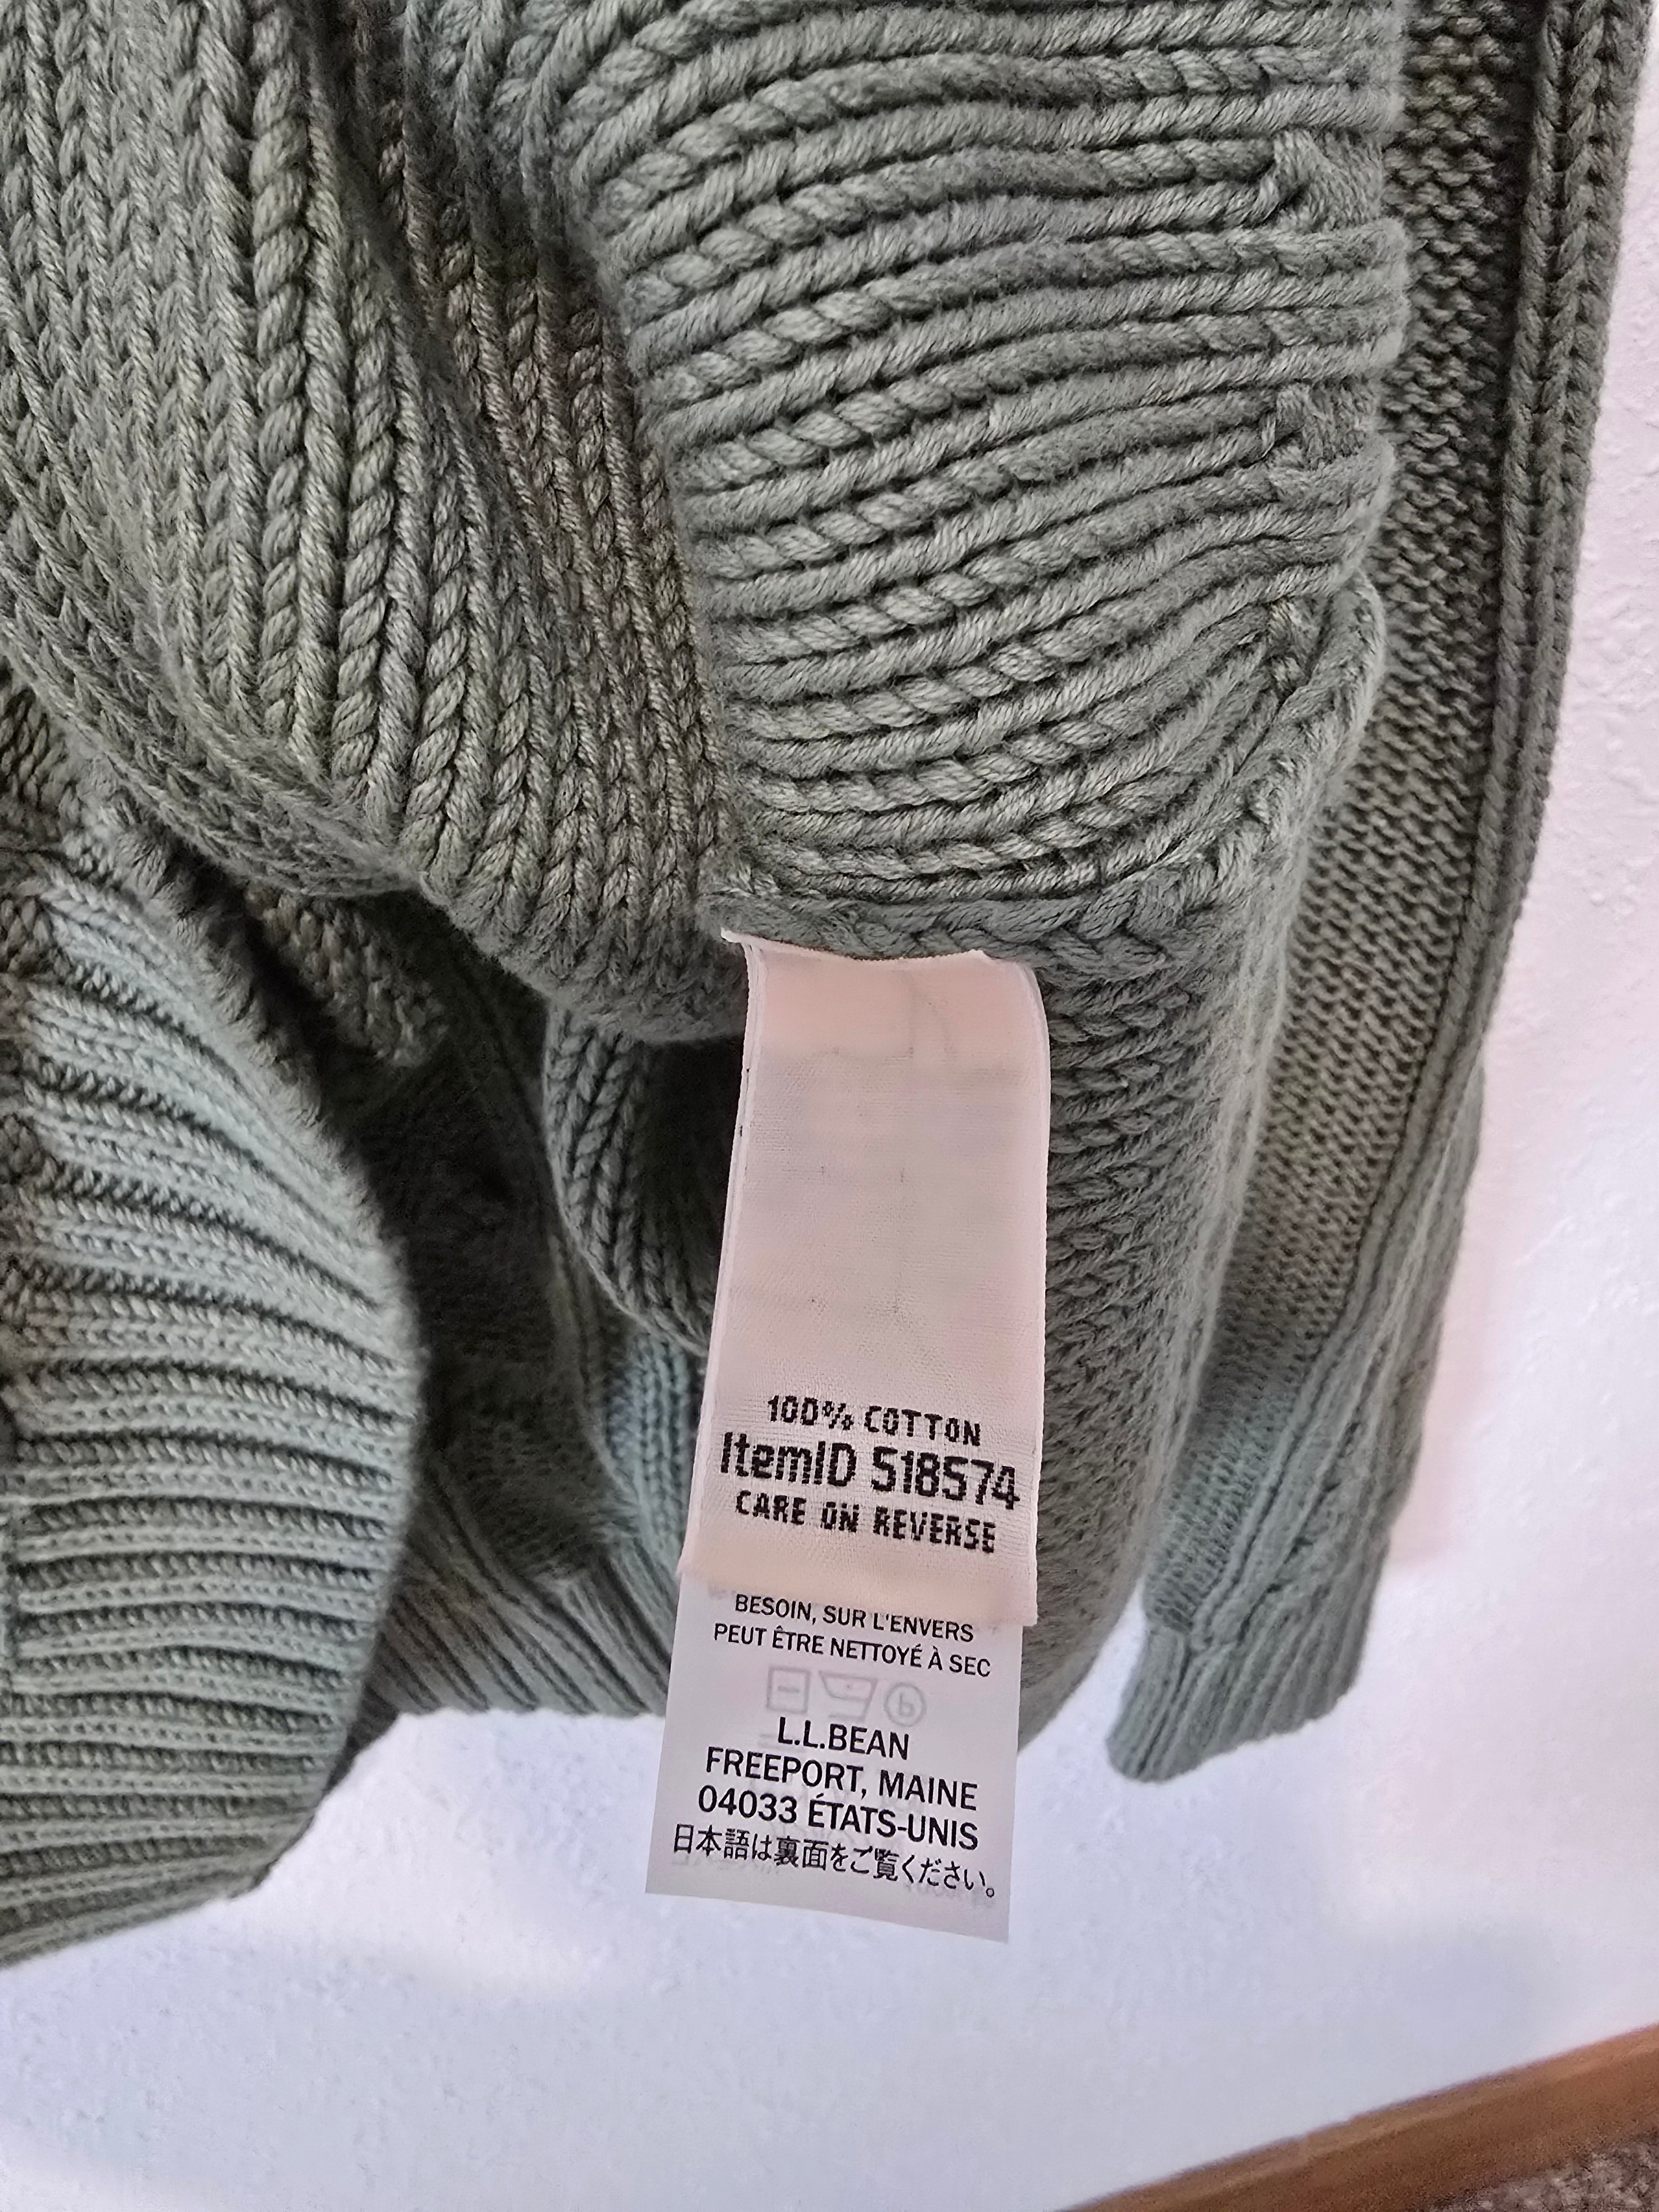 100% COTTON
ItemID 518574
CARE ON REVERSE
BESOIN, SUR L'ENVERS
PEUT ÊTRE NETTOYÉ À SEC
L.L.BEAN
FREEPORT, MAINE
04033 ÉTATS-UNIS
日本語は裏面をご覧ください。